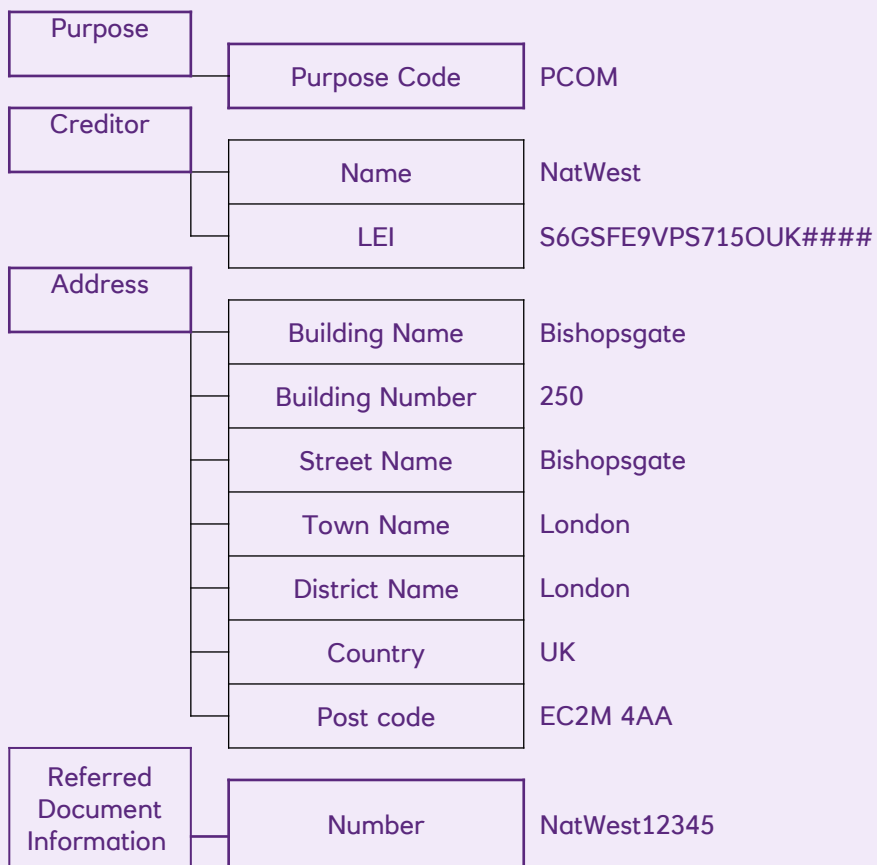 Purpose
Purpose Code PCOM
Creditor
Name NatWest
LEI S6GSFE9VPS715OUK####
Address
Building Name Bishopsgate
Building Number 250
Street Name Bishopsgate
Town Name London
District Name London
Country UK
Post code EC2M 4AA
Referred
Document
Information
Number NatWest12345